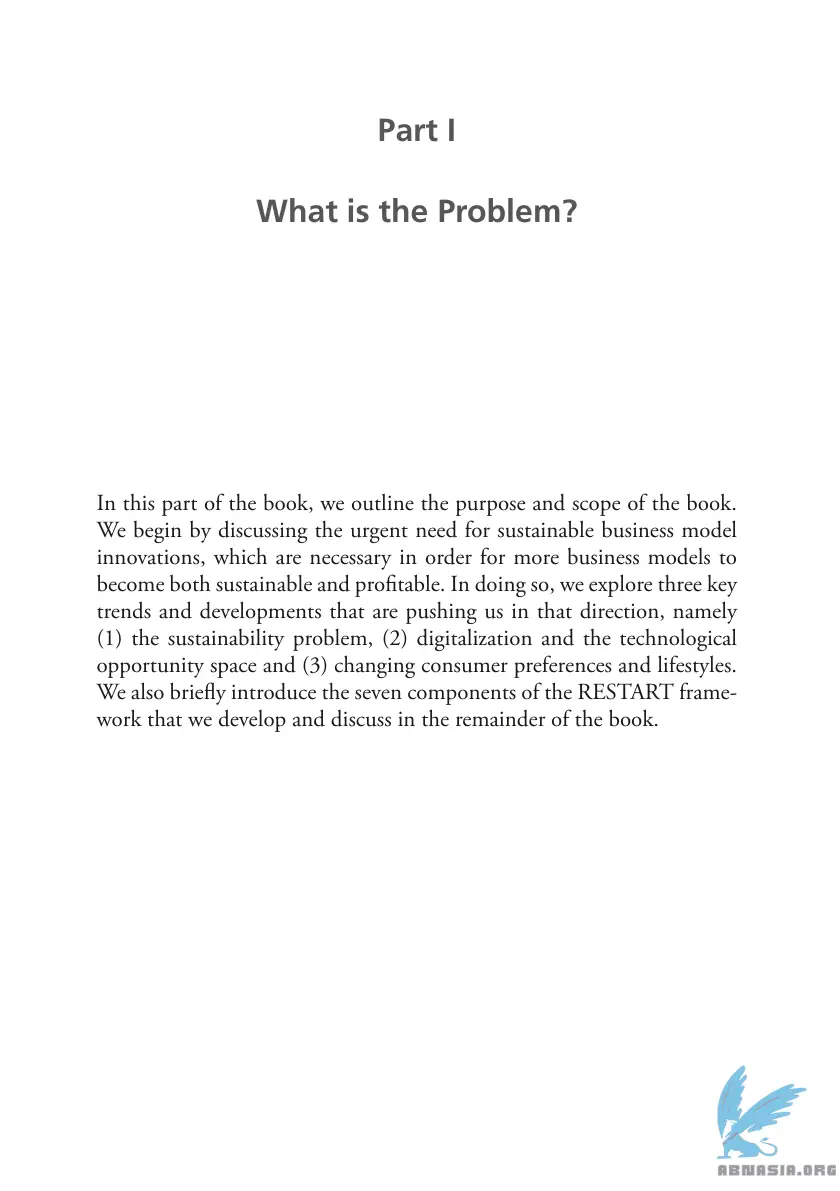 Part I
What is the Problem?
In this part of the book, we outline the purpose and scope of the book.
We begin by discussing the urgent need for sustainable business model
innovations, which are necessary in order for more business models to
become both sustainable and profitable. In doing so, we explore three key
trends and developments that are pushing us in that direction, namely
(1) the sustainability problem, (2) digitalization and the technological
opportunity space and (3) changing consumer preferences and lifestyles.
We also briefly introduce the seven components of the RESTART frame-
work that we develop and discuss in the remainder of the book.
ABNASIA.ORG